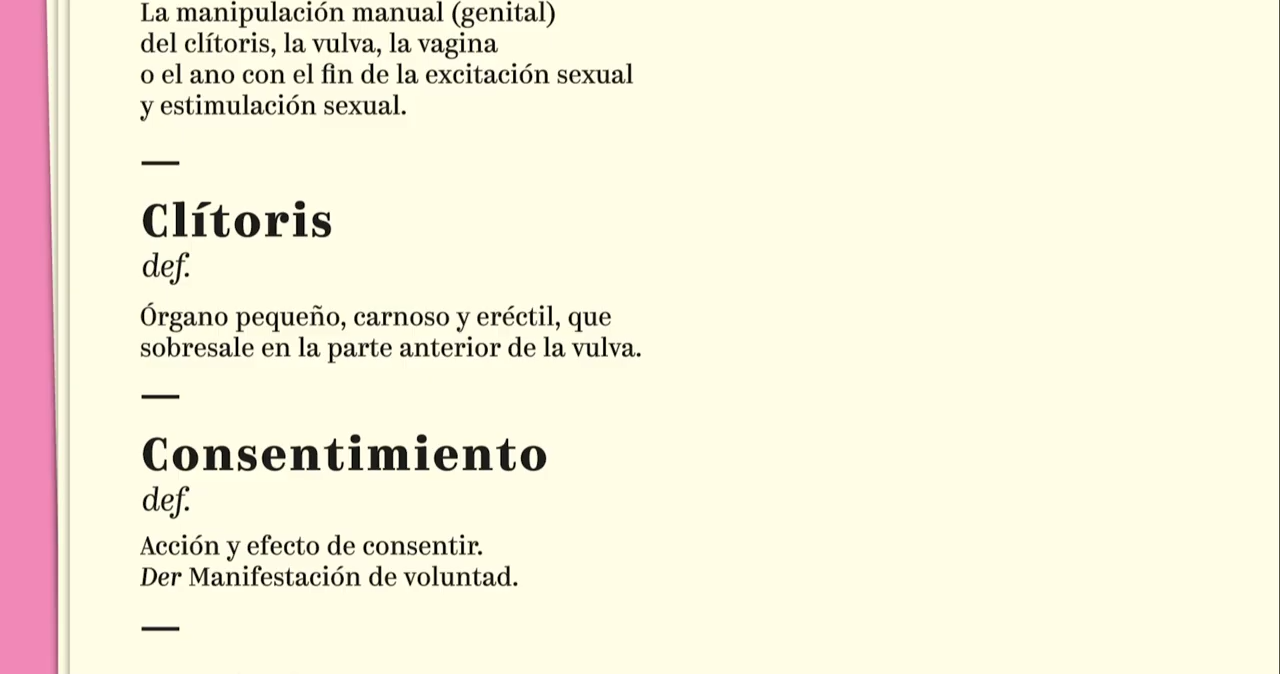 La manipulación manual (genital)
del clítoris, la vulva, la vagina
o el ano con el fin de la excitación sexual
y estimulación sexual.
—
Clítoris
def.
Órgano pequeño, carnoso y eréctil, que
sobresale en la parte anterior de la vulva.
—
Consentimiento
def.
Acción y efecto de consentir.
Der Manifestación de voluntad.
—